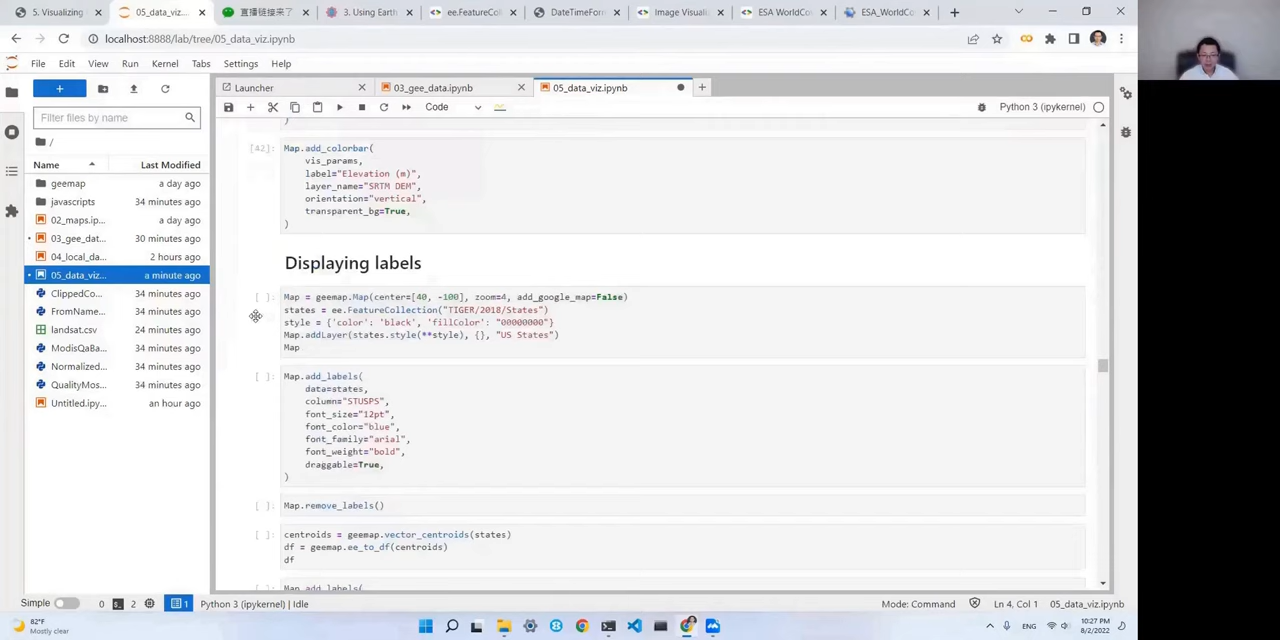 5. Visualizing
05_data_viz.ip
直播链接来了
3. Using Earth
ee.FeatureCol
DateTimeForm
Image Visuali
ESA WorldCov
ESA_WorldCo
localhost:8888/lab/tree/05_data_viz.ipynb
File Edit View Run Kernel Tabs Settings Help
Launcher
03_gee_data.ipynb
05_data_viz.ipynb
Code
Python 3 (ipykernel)
Filter files by name
/
Name Last Modified
geemap a day ago
javascripts 34 minutes ago
02_maps.ip... a day ago
03_gee_dat... 30 minutes ago
04_local_da... 2 hours ago
05_data_viz... a minute ago
ClippedCo... 34 minutes ago
FromName... 34 minutes ago
landsat.csv 34 minutes ago
ModisQaBa... 34 minutes ago
Normalized... 34 minutes ago
QualityMos... 34 minutes ago
Untitled.ipy... an hour ago
)
[42]: Map.add_colorbar(
vis_params,
label="Elevation (m)",
layer_name="SRTM DEM",
orientation="vertical",
transparent_bg=True,
)
Displaying labels
[ ]: Map = geemap.Map(center=[40, -100], zoom=4, add_google_map=False)
states = ee.FeatureCollection("TIGER/2018/States")
style = {'color': 'black', 'fillColor': "00000000"}
Map.addLayer(states.style(**style), {}, "US States")
Map
[ ]: Map.add_labels(
data=states,
column="STUSPS",
font_size="12pt",
font_color="blue",
font_family="arial",
font_weight="bold",
draggable=True,
)
[ ]: Map.remove_labels()
[ ]: centroids = geemap.vector_centroids(states)
df = geemap.ee_to_df(centroids)
df
[ ]: Map.add_labels(
Simple 0 2 1 Python 3 (ipykernel) | Idle
Mode: Command Ln 4, Col 1 05_data_viz.ipynb
82°F
Mostly clear
10:27 PM
8/2/2022